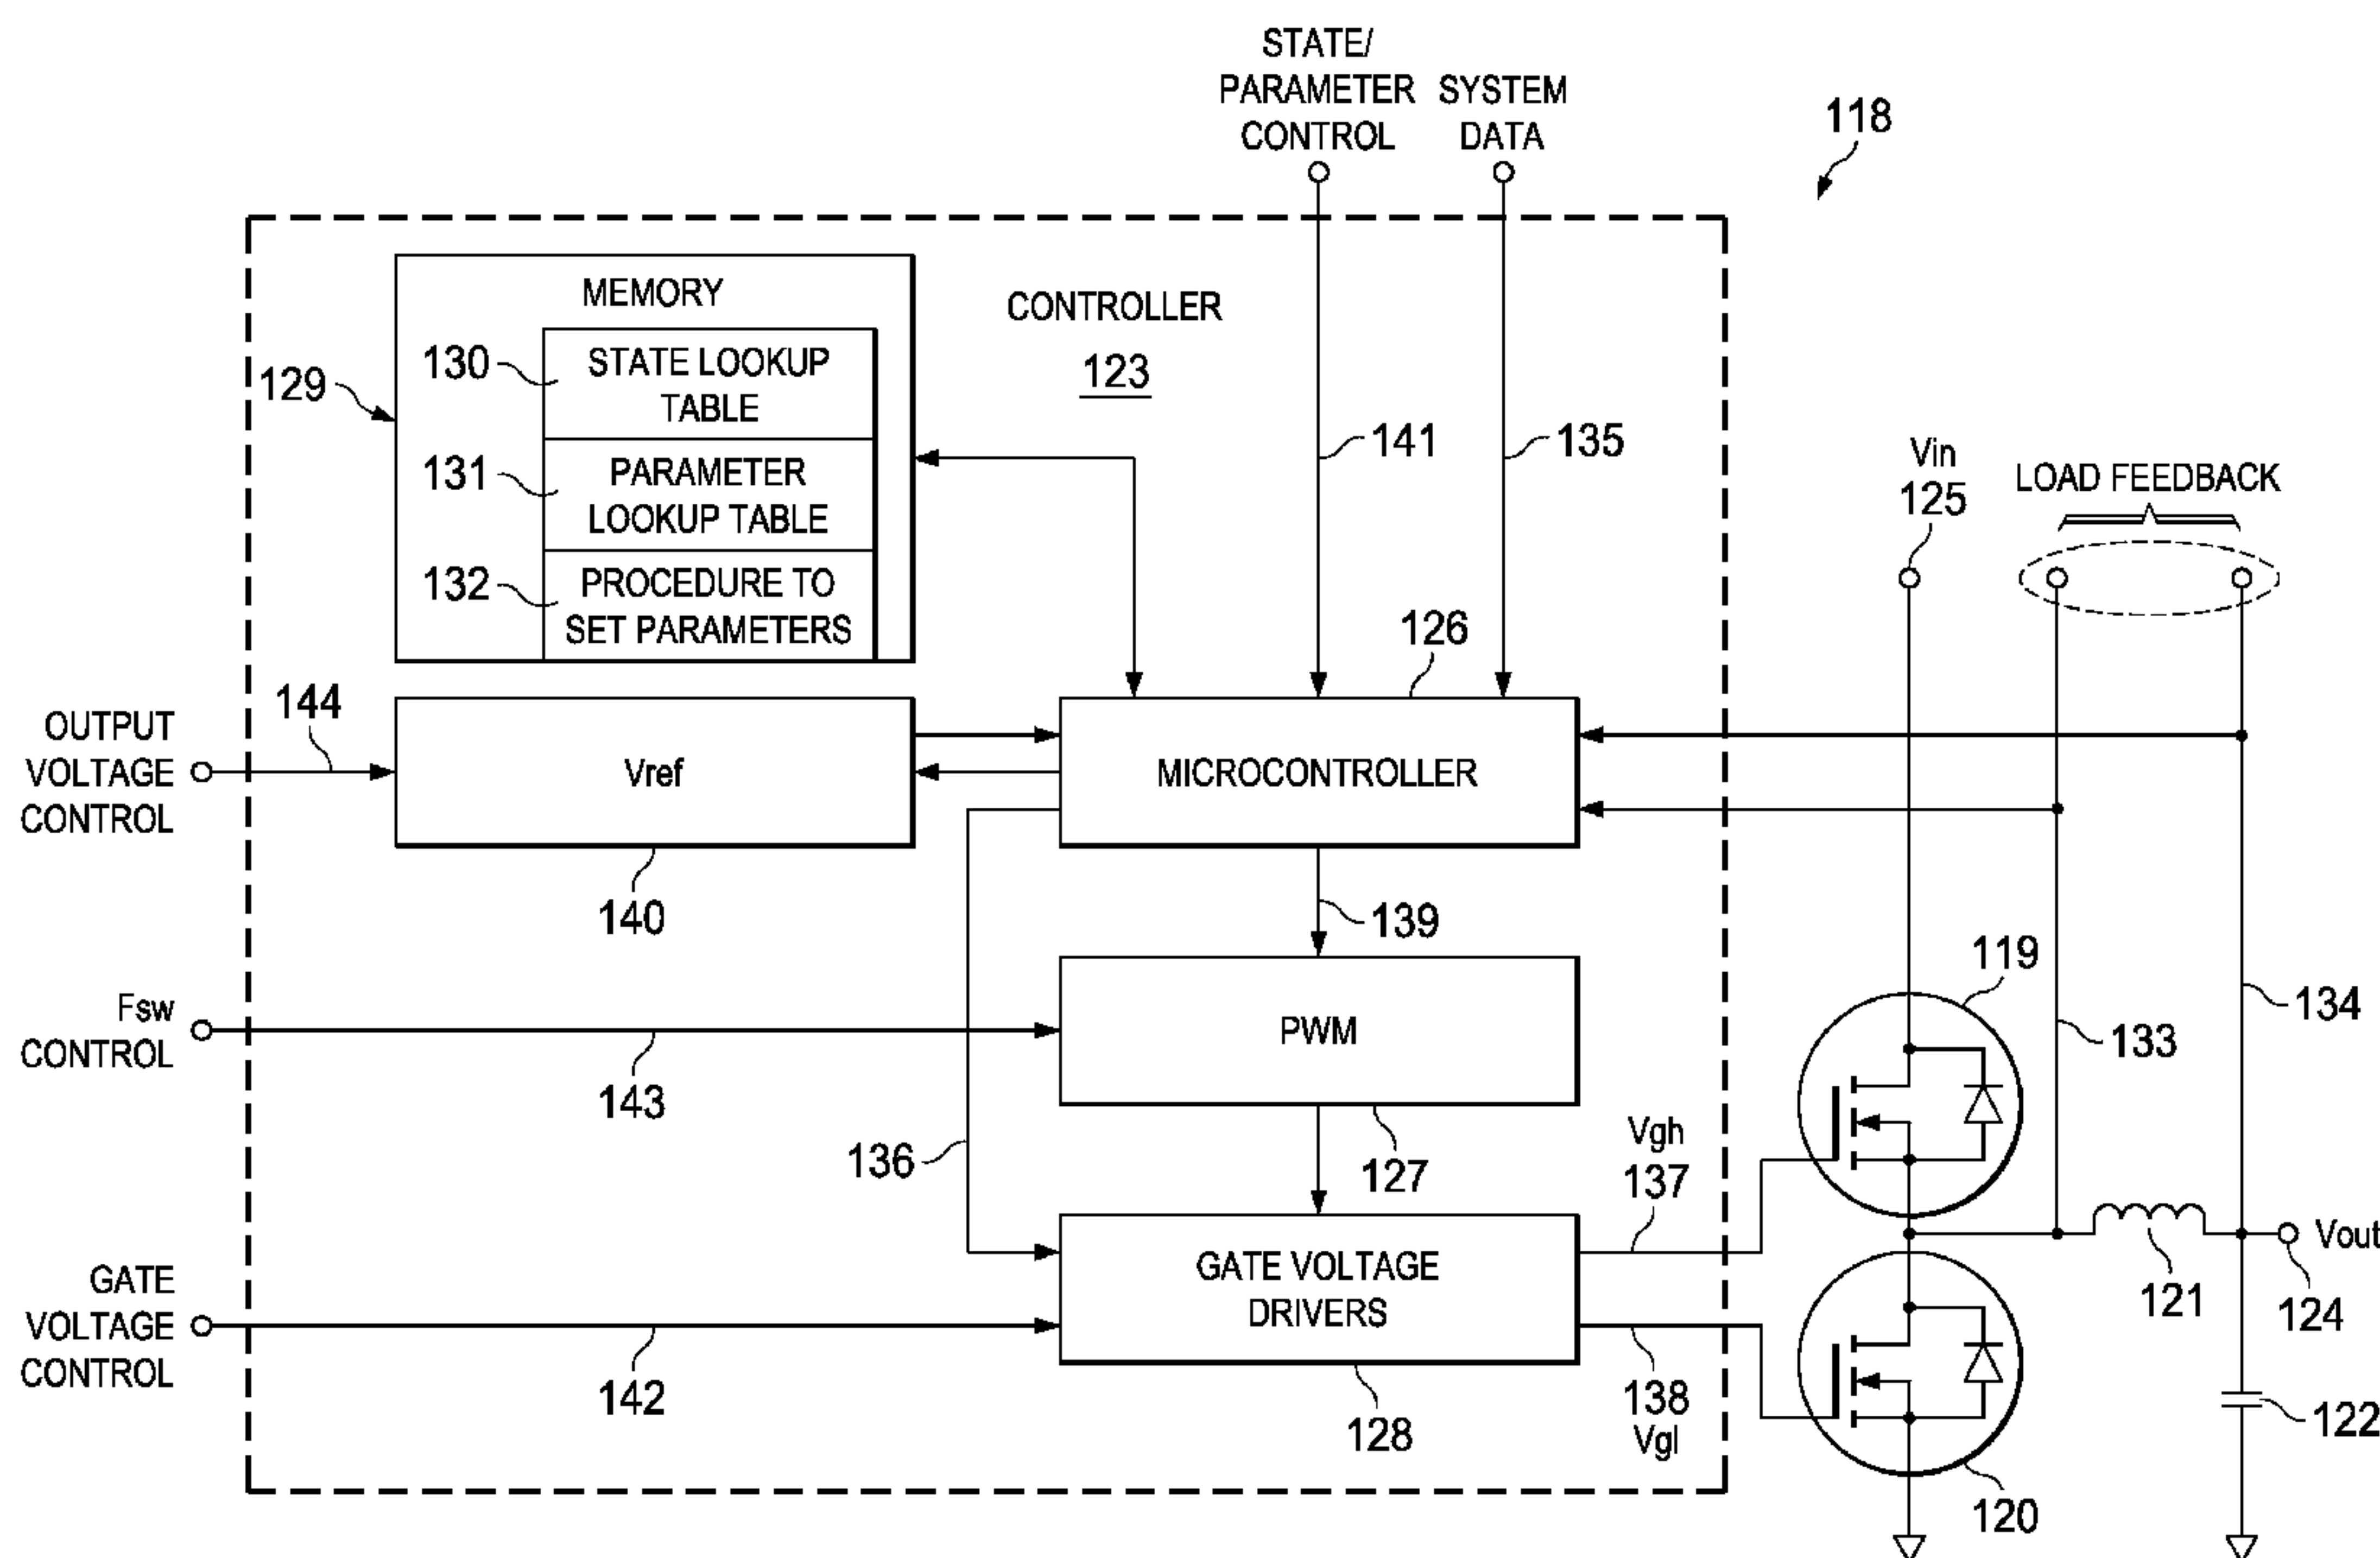 STATE/
PARAMETER
CONTROL
SYSTEM
DATA
118
MEMORY
CONTROLLER
123
129
130
STATE LOOKUP
TABLE
131
PARAMETER
LOOKUP TABLE
132
PROCEDURE TO
SET PARAMETERS
141
135
Vin
125
LOAD FEEDBACK
126
OUTPUT
VOLTAGE
CONTROL
144
Vref
140
MICROCONTROLLER
139
119
134
133
Fsw
CONTROL
143
PWM
127
136
Vgh
137
GATE
VOLTAGE
CONTROL
142
GATE VOLTAGE
DRIVERS
128
138
Vgl
121
Vout
124
122
120